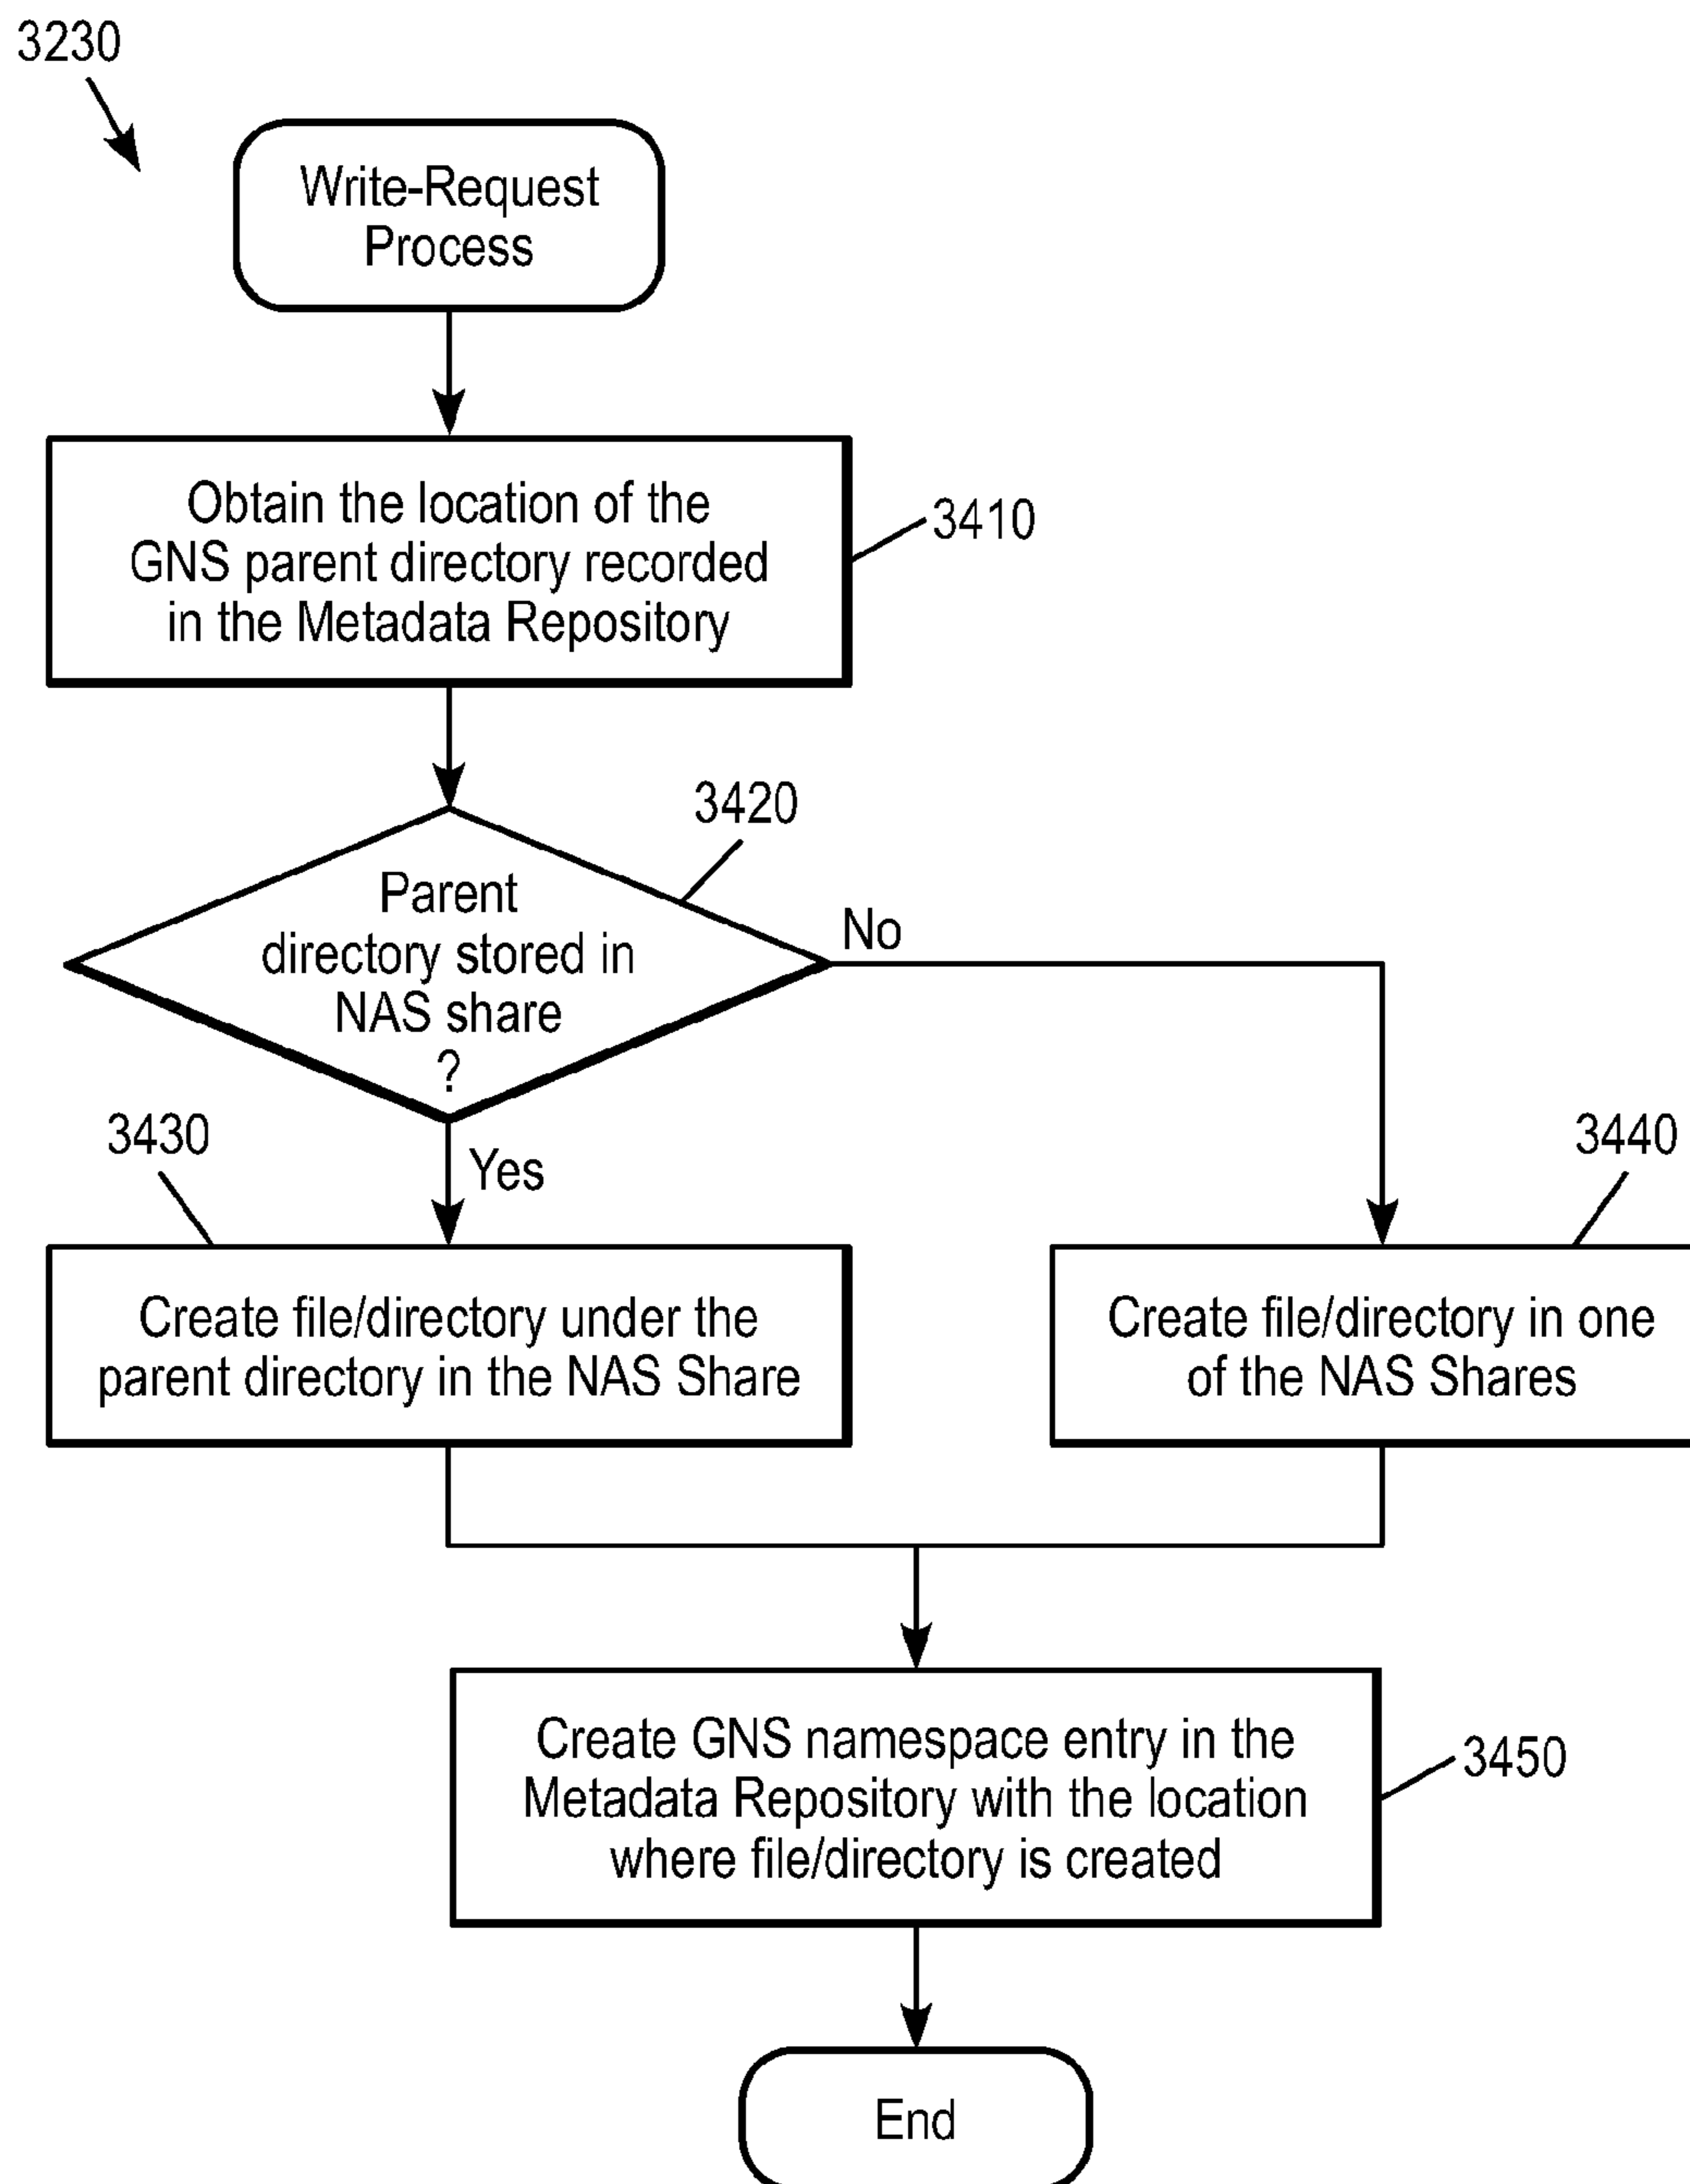 3230
Write-Request
Process
Obtain the location of the
GNS parent directory recorded
in the Metadata Repository
3410
3420
Parent
directory stored in
NAS share
?
No
Yes
3430
3440
Create file/directory under the
parent directory in the NAS Share
Create file/directory in one
of the NAS Shares
Create GNS namespace entry in the
Metadata Repository with the location
where file/directory is created
3450
End